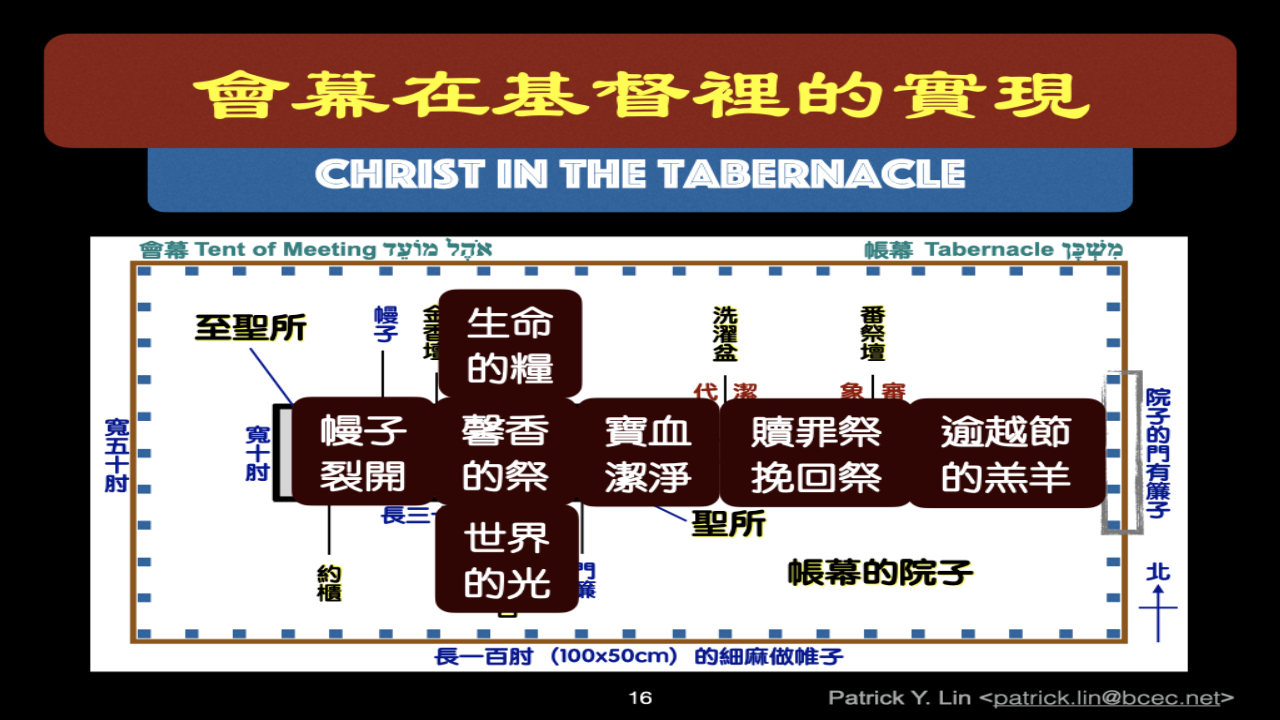 會幕在基督裡的實現
CHRIST IN THE TABERNACLE
會幕 Tent of Meeting אֹהֶל מוֹעֵד
帳幕 Tabernacle מִשְׁכָּן
至聖所
幔子
金香壇
生命
的糧
洗濯盆
番祭壇
代 潔
象 審
寬五十肘
寬十肘
幔子
裂開
馨香
的祭
寶血
潔淨
贖罪祭
挽回祭
逾越節
的羔羊
院子的門有簾子
長三
聖所
世界
的光
門簾
約櫃
帳幕的院子
北
長一百肘 (100x50cm) 的細麻做帷子
16
Patrick Y. Lin <patrick.lin@bcec.net>